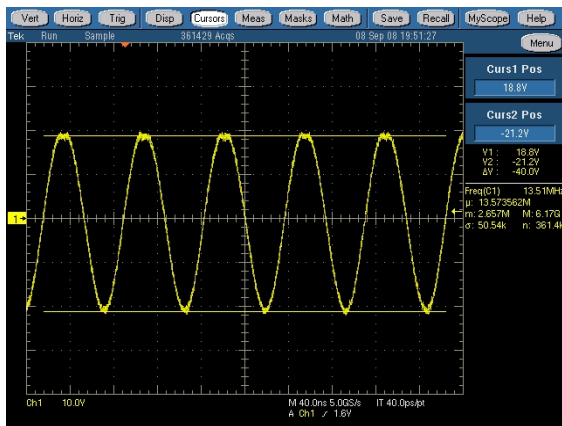 Vert Horiz Trig Disp Cursors Meas Masks Math Save Recall MyScope Help
Tek Run Sample 361429 Acqs 08 Sep 08 19:51:27
Menu
Curs1 Pos
18.8V
Curs2 Pos
-21.2V
V1 : 18.8V
V2 : -21.2V
ΔV : -40.0V
Freq(C1) 13.51MHz
µ: 13.573562M
m: 2.657M M: 6.17G
σ: 50.54k n: 361.4k
1
Ch1 10.0V M 40.0ns 5.0GS/s IT 40.0ps/pt
A Ch1 ∕ 1.6V